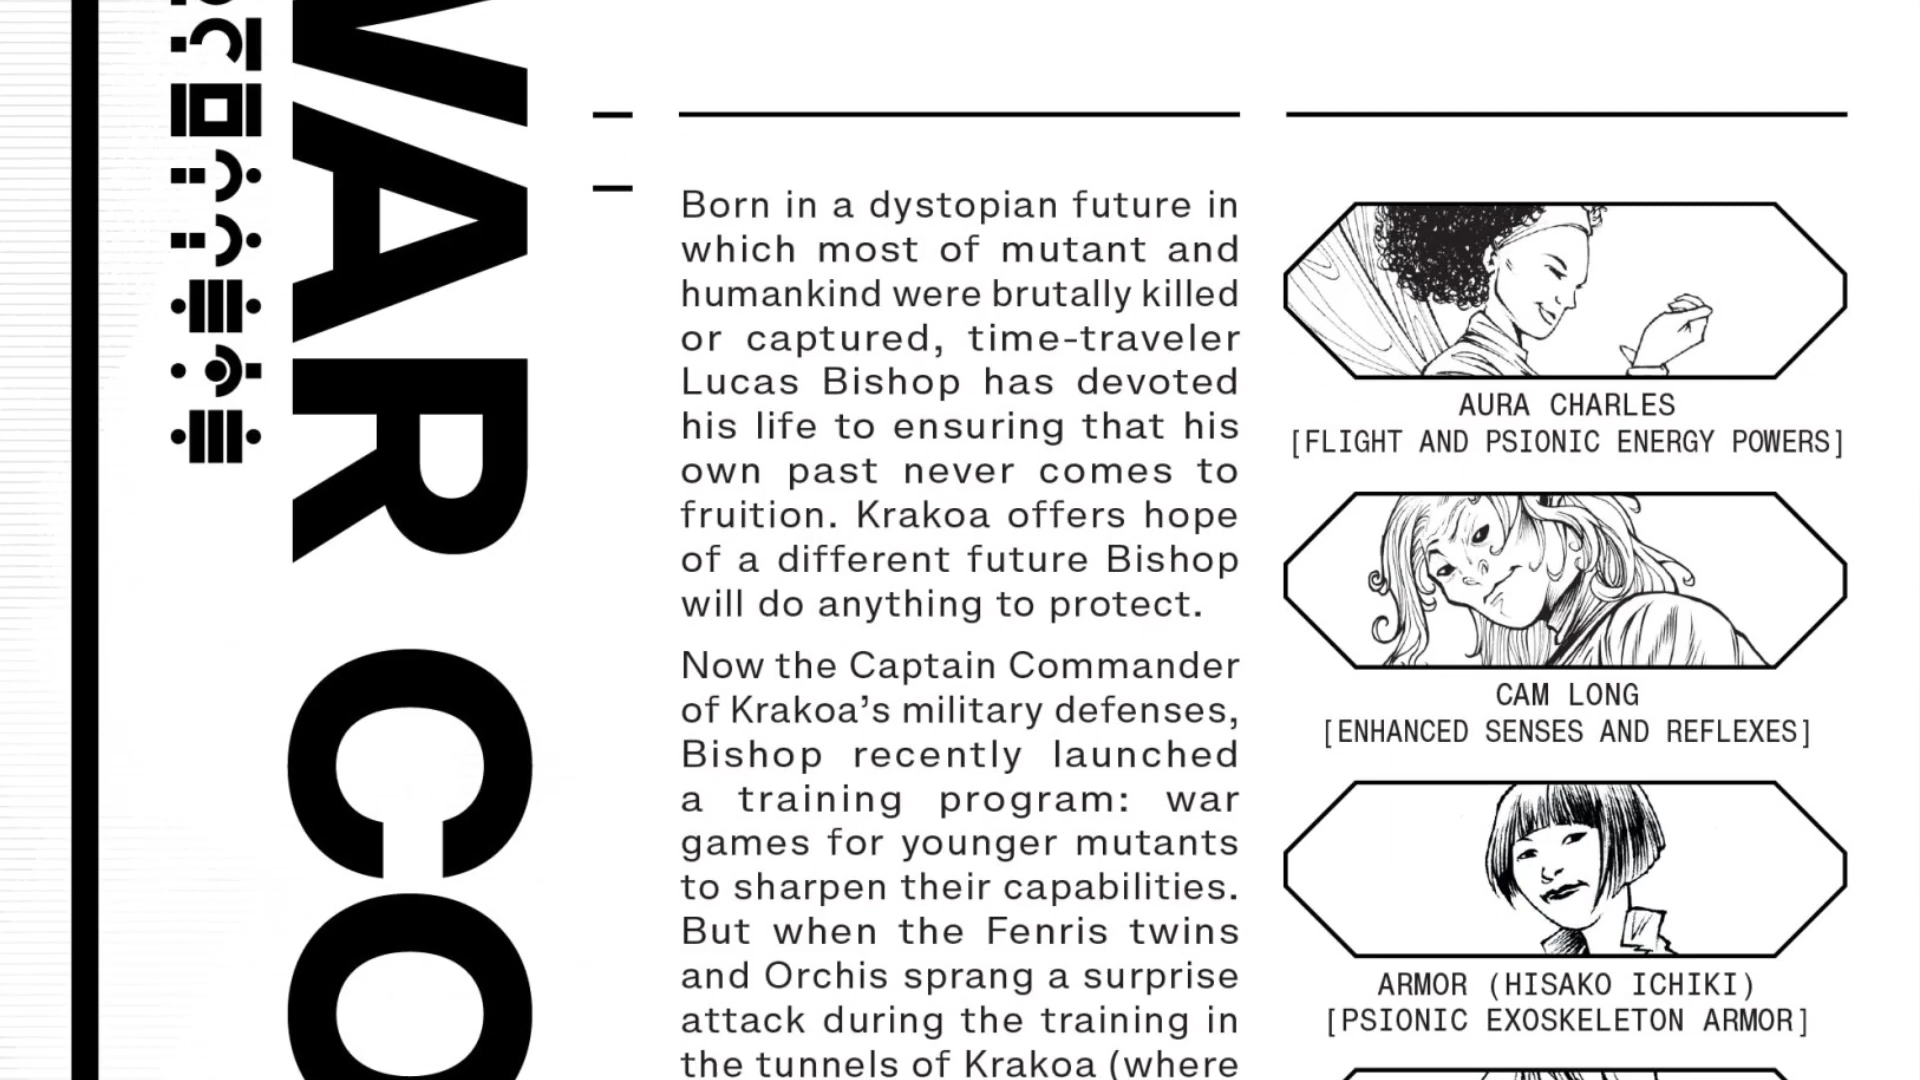 WAR CO
Born in a dystopian future in
which most of mutant and
humankind were brutally killed
or captured, time-traveler
Lucas Bishop has devoted
his life to ensuring that his
own past never comes to
fruition. Krakoa offers hope
of a different future Bishop
will do anything to protect.
Now the Captain Commander
of Krakoa’s military defenses,
Bishop recently launched
a training program: war
games for younger mutants
to sharpen their capabilities.
But when the Fenris twins
and Orchis sprang a surprise
attack during the training in
the tunnels of Krakoa (where
AURA CHARLES
[FLIGHT AND PSIONIC ENERGY POWERS]
CAM LONG
[ENHANCED SENSES AND REFLEXES]
ARMOR (HISAKO ICHIKI)
[PSIONIC EXOSKELETON ARMOR]